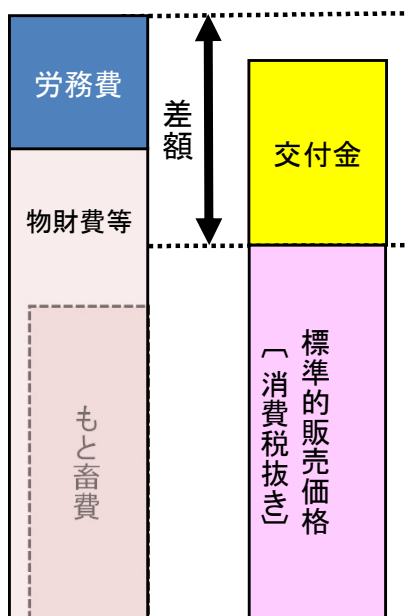 労務費
差額
交付金
物財費等
標準的販売価格
〔消費税抜き〕
もと畜費